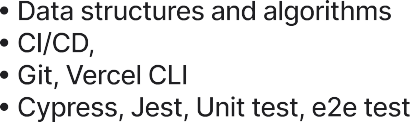 • Data structures and algorithms
• CI/CD,
• Git, Vercel CLI
• Cypress, Jest, Unit test, e2e test